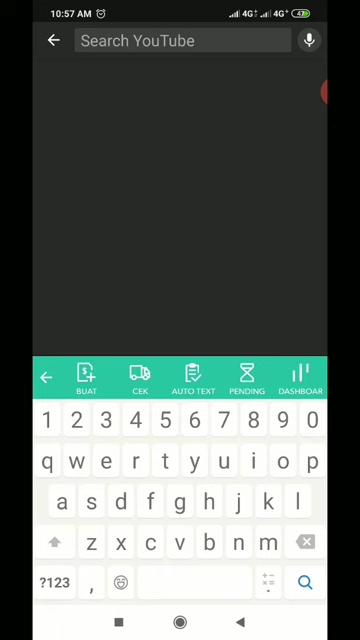 10:57 AM 4G+ 4G+ 47
Search YouTube
BUAT CEK AUTO TEXT PENDING DASHBOAR
1 2 3 4 5 6 7 8 9 0
q w e r t y u i o p
a s d f g h j k l
z x c v b n m
?123 , .